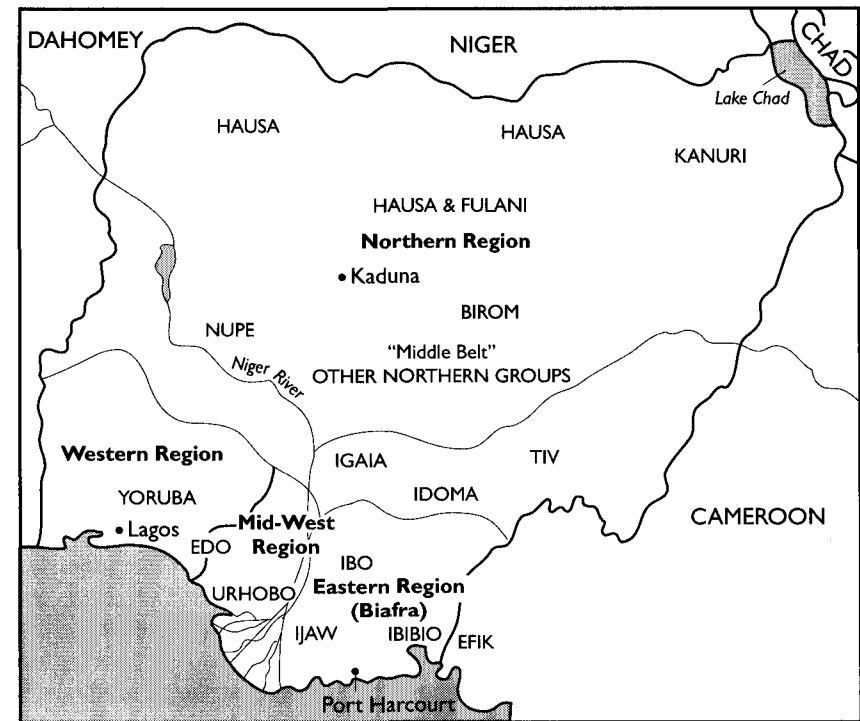 DAHOMEY
NIGER
CHAD
Lake Chad
HAUSA
HAUSA
KANURI
HAUSA & FULANI
Northern Region
Kaduna
BIROM
NUPE
"Middle Belt"
Niger River
OTHER NORTHERN GROUPS
Western Region
IGAIA
TIV
YORUBA
IDOMA
Lagos
Mid-West
Region
CAMEROON
EDO
IBO
URHOBO
Eastern Region
(Biafra)
IJAW
IBIBIO
EFIK
Port Harcourt